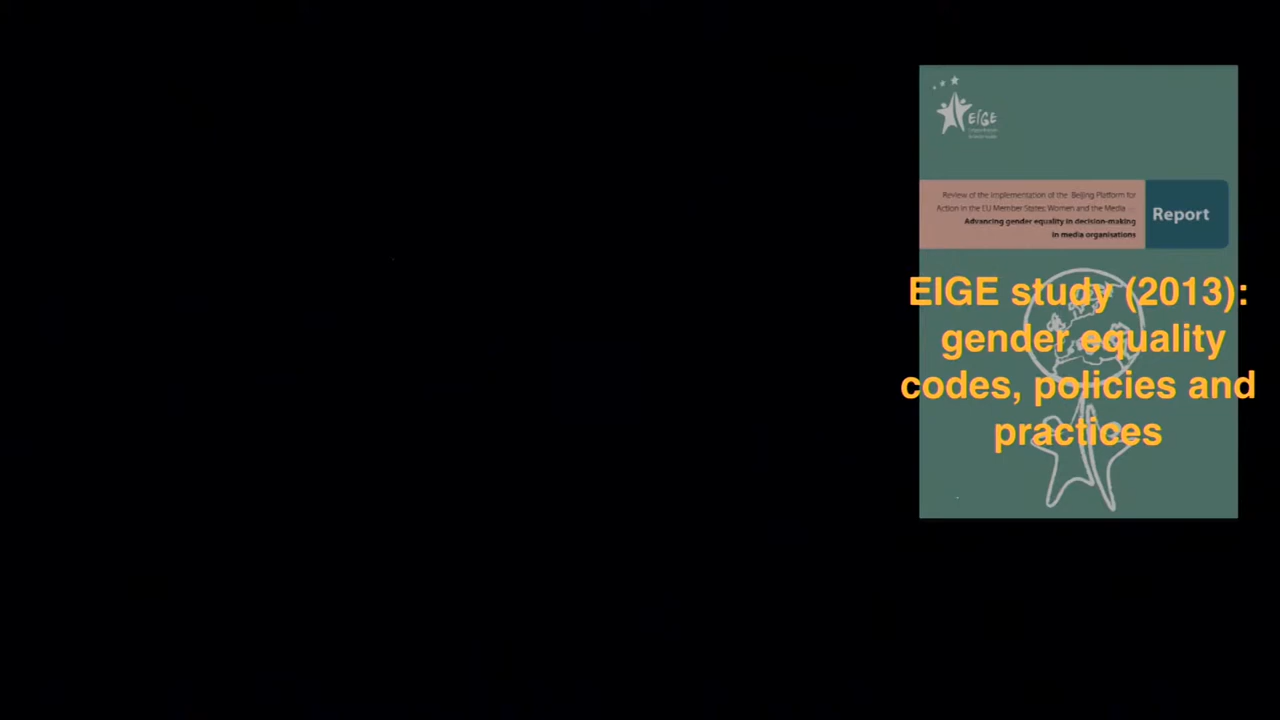 EIGE
Review of the Implementation of the Beijing Platform for
Action in the EU Member States: Women and the Media —
Advancing gender equality in decision-making
in media organisations
Report
EIGE study (2013):
gender equality
codes, policies and
practices